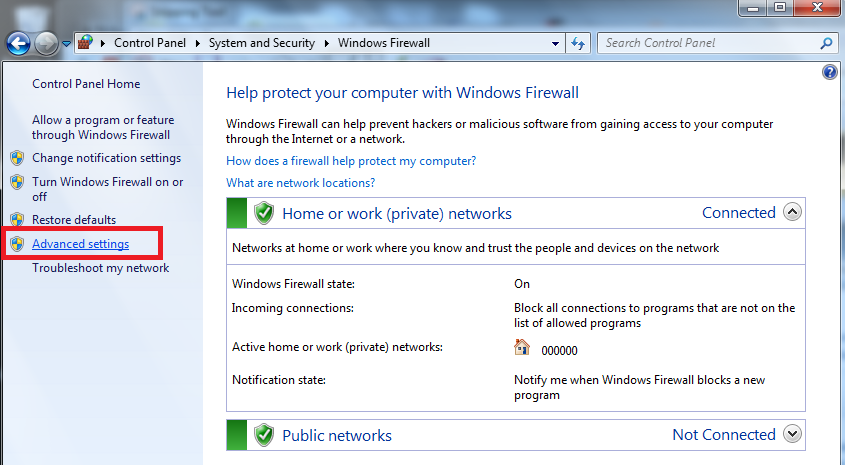 Control Panel ▸ System and Security ▸ Windows Firewall
Search Control Panel
Control Panel Home
Allow a program or feature
through Windows Firewall
Change notification settings
Turn Windows Firewall on or
off
Restore defaults
Advanced settings
Troubleshoot my network
Help protect your computer with Windows Firewall
Windows Firewall can help prevent hackers or malicious software from gaining access to your computer
through the Internet or a network.
How does a firewall help protect my computer?
What are network locations?
Home or work (private) networks Connected
Networks at home or work where you know and trust the people and devices on the network
Windows Firewall state: On
Incoming connections: Block all connections to programs that are not on the
list of allowed programs
Active home or work (private) networks: 000000
Notification state: Notify me when Windows Firewall blocks a new
program
Public networks Not Connected